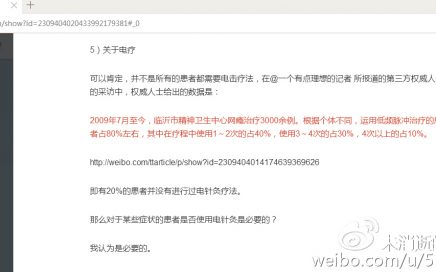 p/show?id=2309404020433992179381#_0
5）关于电疗
可以肯定，并不是所有的患者都需要电击疗法，在@一个有点理想的记者 所报道的第三方权威人
的采访中，权威人士给出的数据是：
2009年7月至今，临沂市精神卫生中心网瘾治疗3000余例。根据个体不同，运用低频脉冲治疗的
者占80%左右，其中在疗程中使用1～2次的占40%，使用3～4次的占30%，4次以上的占10%。
http://weibo.com/ttarticle/p/show?id=2309404014174639369626
即有20%的患者并没有进行过电针灸疗法。
那么对于某些症状的患者是否使用电针灸是必要的？
我认为是必要的。
weibo.com/u/5